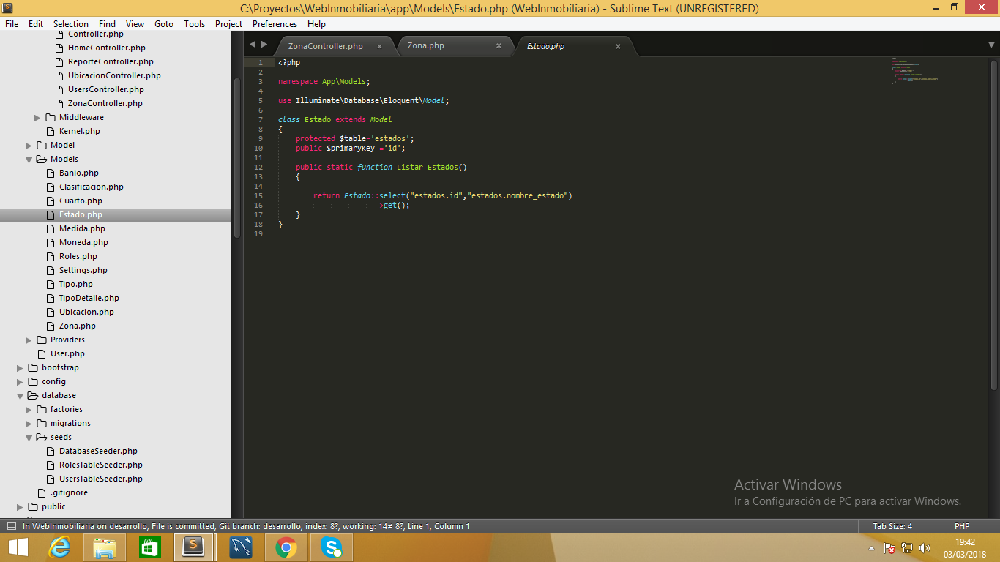 C:\Proyectos\WebInmobiliaria\app\Models\Estado.php (WebInmobiliaria) - Sublime Text (UNREGISTERED)
File Edit Selection Find View Goto Tools Project Preferences Help
Controller.php
HomeController.php
ReporteController.php
UbicacionController.php
UsersController.php
ZonaController.php
Middleware
Kernel.php
Model
Models
Banio.php
Clasificacion.php
Cuarto.php
Estado.php
Medida.php
Moneda.php
Roles.php
Settings.php
Tipo.php
TipoDetalle.php
Ubicacion.php
Zona.php
Providers
User.php
bootstrap
config
database
factories
migrations
seeds
DatabaseSeeder.php
RolesTableSeeder.php
UsersTableSeeder.php
.gitignore
public
ZonaController.php × Zona.php × Estado.php ×
1 <?php
2
3 namespace App\Models;
4
5 use Illuminate\Database\Eloquent\Model;
6
7 class Estado extends Model
8 {
9 protected $table='estados';
10 public $primaryKey ='id';
11
12 public static function Listar_Estados()
13 {
14
15 return Estado::select("estados.id","estados.nombre_estado")
16 ->get();
17 }
18 }
19
Activar Windows
Ir a Configuración de PC para activar Windows.
In WebInmobiliaria on desarrollo, File is committed, Git branch: desarrollo, index: 8?, working: 14≠ 8?, Line 1, Column 1 Tab Size: 4 PHP
19:42
03/03/2018